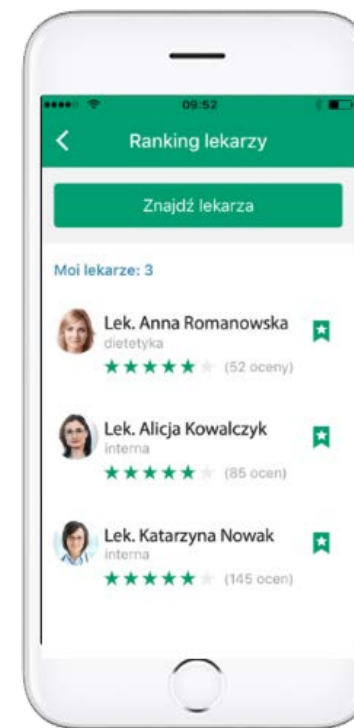 09:52
Ranking lekarzy
Znajdź lekarza
Moi lekarze: 3
Lek. Anna Romanowska
dietetyka
(52 oceny)
Lek. Alicja Kowalczyk
interna
(85 ocen)
Lek. Katarzyna Nowak
interna
(145 ocen)